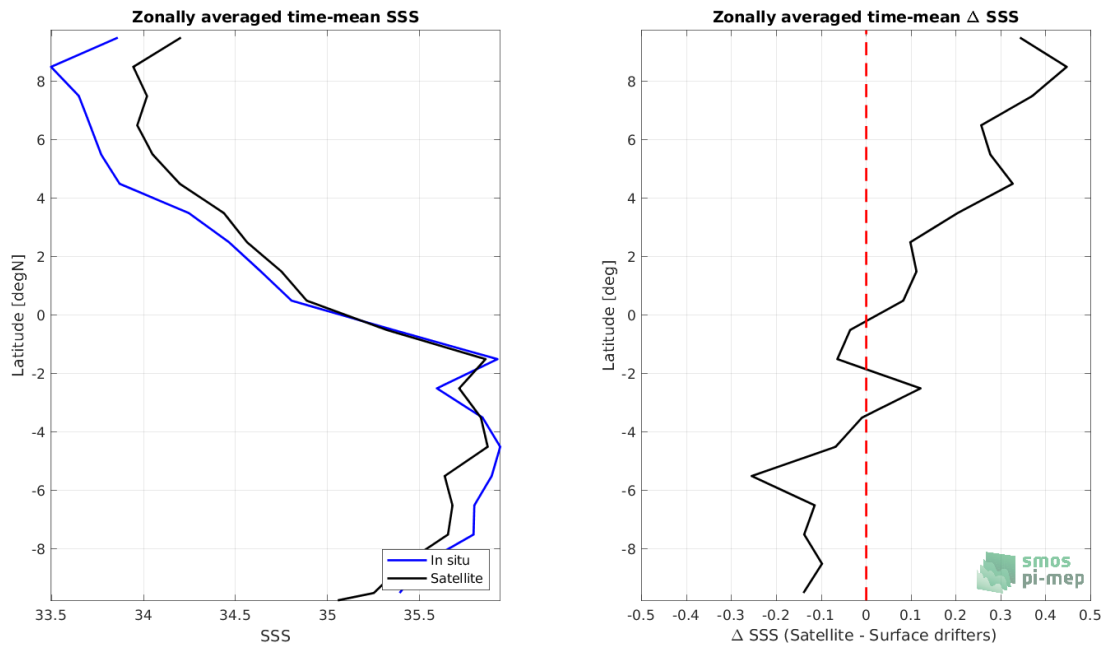 Zonally averaged time-mean SSS
8
6
4
2
0
-2
-4
-6
-8
Latitude [degN]
33.5 34 34.5 35 35.5
SSS
In situ
Satellite
Zonally averaged time-mean Δ SSS
8
6
4
2
0
-2
-4
-6
-8
Latitude [deg]
-0.5 -0.4 -0.3 -0.2 -0.1 0 0.1 0.2 0.3 0.4 0.5
Δ SSS (Satellite - Surface drifters)
smos
pi-mep